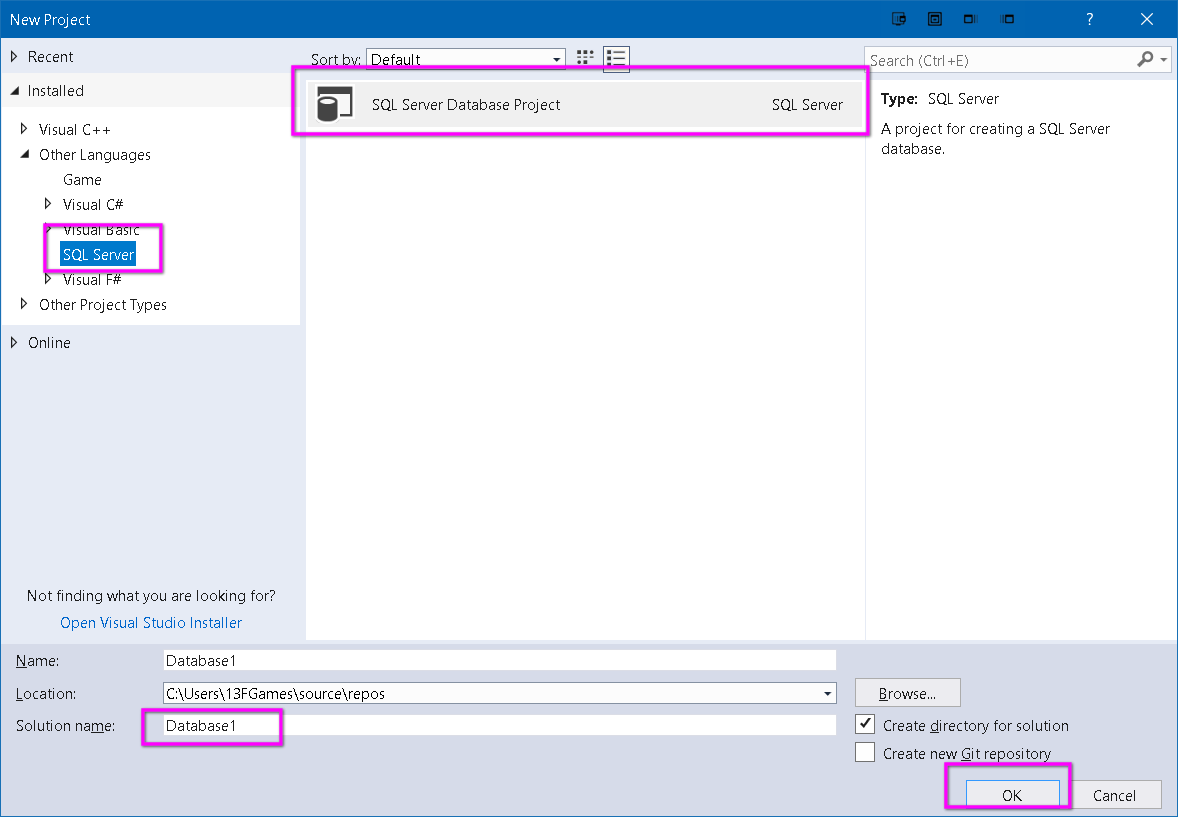 New Project
?
Recent
Sort by: Default
Search (Ctrl+E)
Installed
SQL Server Database Project SQL Server
Type: SQL Server
A project for creating a SQL Server
database.
Visual C++
Other Languages
Game
Visual C#
Visual Basic
SQL Server
Visual F#
Other Project Types
Online
Not finding what you are looking for?
Open Visual Studio Installer
Name: Database1
Location: C:\Users\13FGames\source\repos Browse...
Solution name: Database1
Create directory for solution
Create new Git repository
OK Cancel